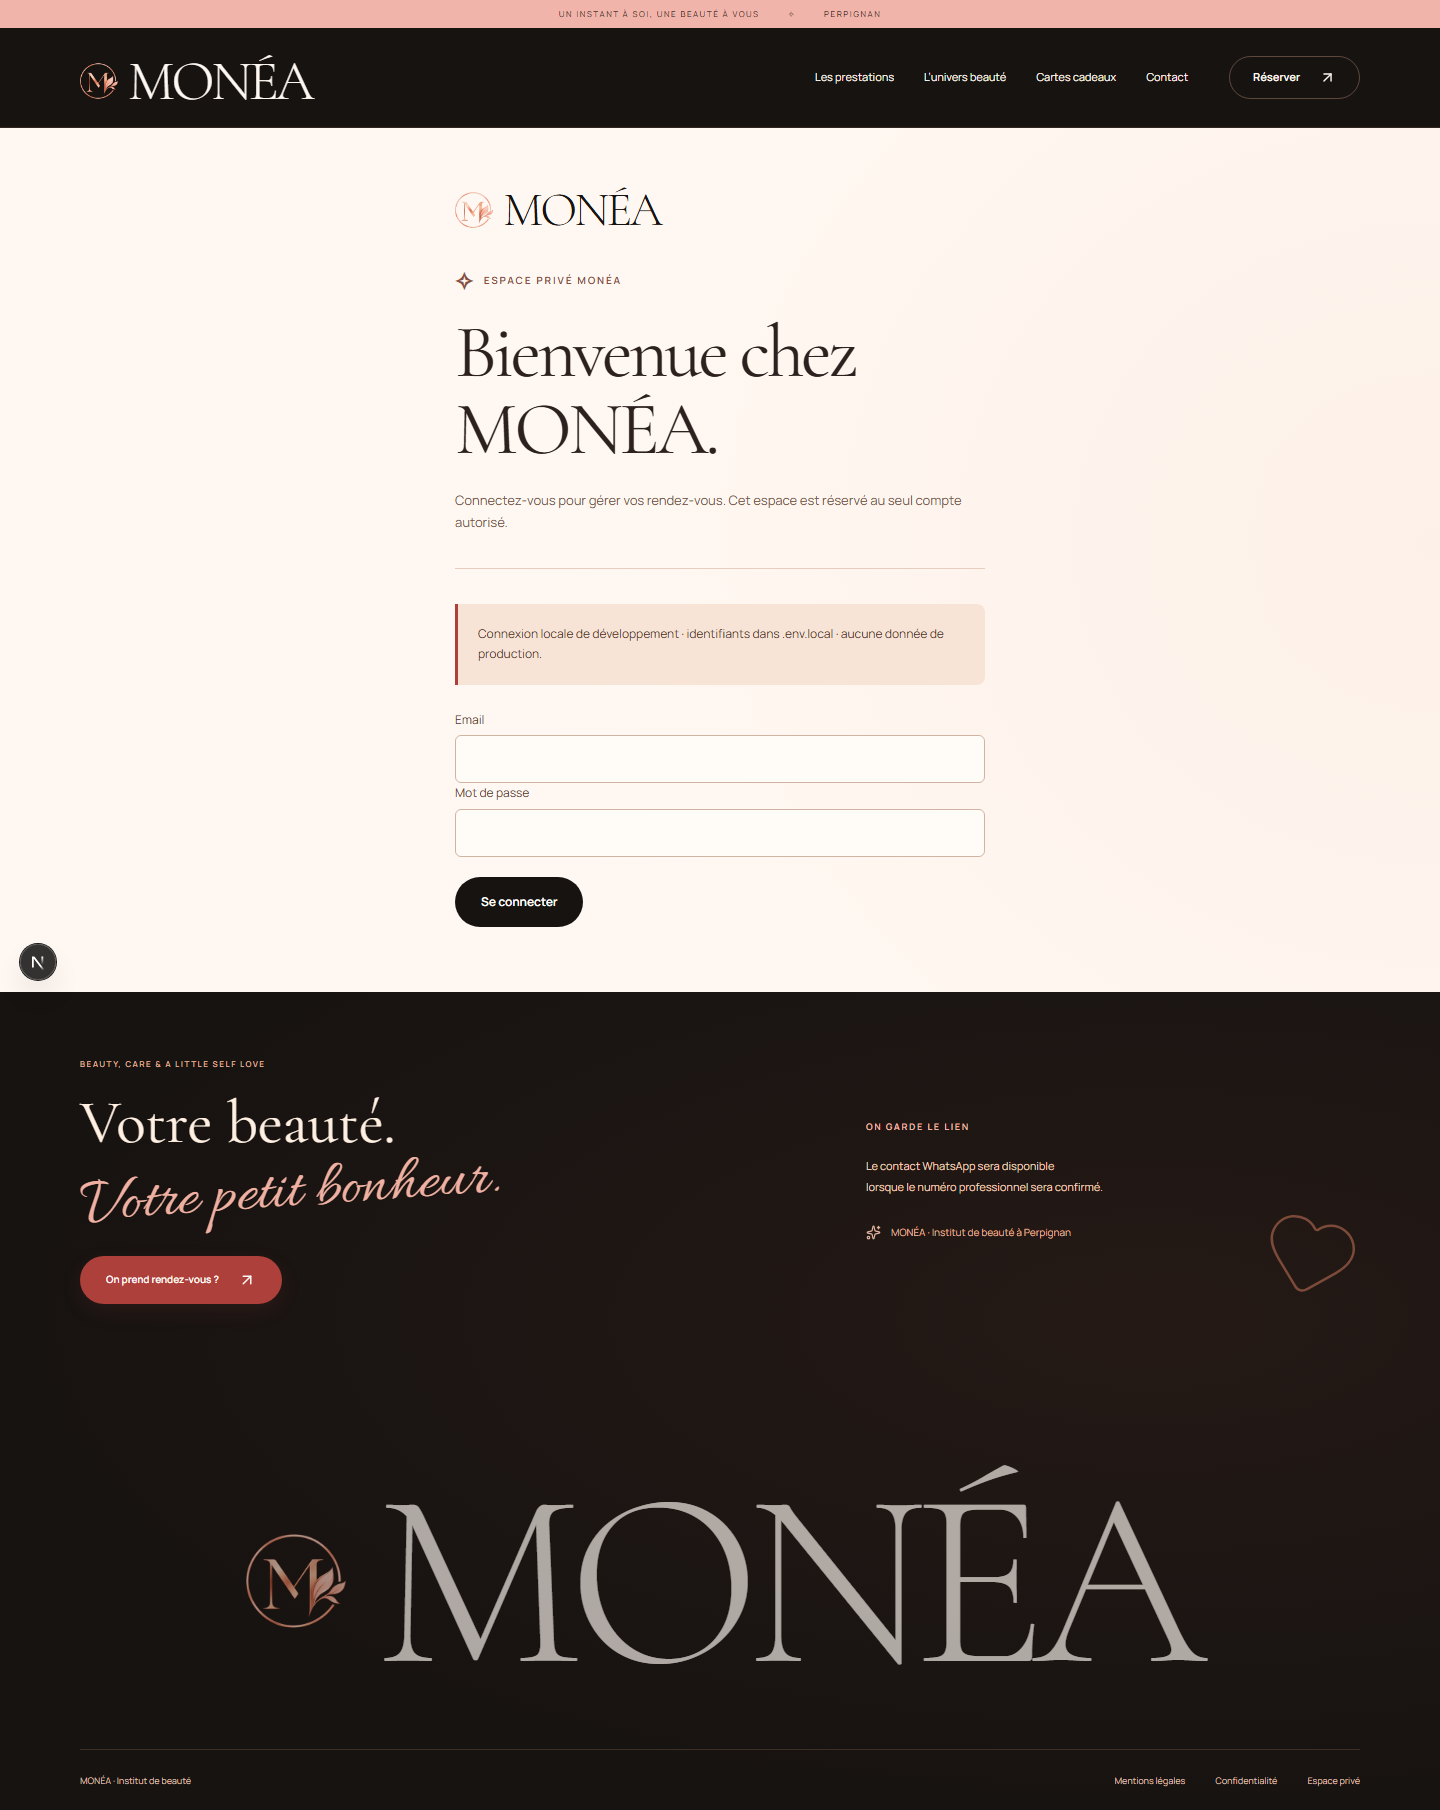 UN INSTANT À SOI, UNE BEAUTÉ À VOUS ✧ PERPIGNAN
M MONÉA
Les prestations L'univers beauté Cartes cadeaux Contact Réserver
M MONÉA
ESPACE PRIVÉ MONÉA
Bienvenue chez
MONÉA.
Connectez-vous pour gérer vos rendez-vous. Cet espace est réservé au seul compte
autorisé.
Connexion locale de développement · identifiants dans .env.local · aucune donnée de
production.
Email
Mot de passe
Se connecter
N
BEAUTY, CARE & A LITTLE SELF LOVE
Votre beauté.
Votre petit bonheur.
On prend rendez-vous ?
ON GARDE LE LIEN
Le contact WhatsApp sera disponible
lorsque le numéro professionnel sera confirmé.
MONÉA · Institut de beauté à Perpignan
M MONÉA
MONÉA · Institut de beauté
Mentions légales Confidentialité Espace privé